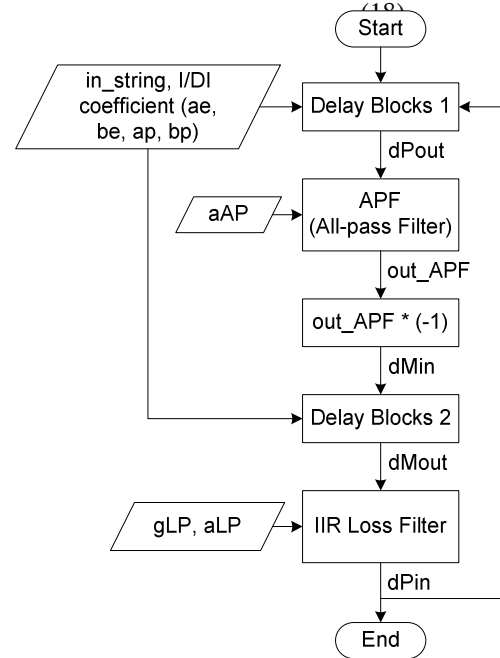 (18)
Start
in_string, I/DI
coefficient (ae,
be, ap, bp)
Delay Blocks 1
dPout
aAP
APF
(All-pass Filter)
out_APF
out_APF * (-1)
dMin
Delay Blocks 2
dMout
gLP, aLP
IIR Loss Filter
dPin
End